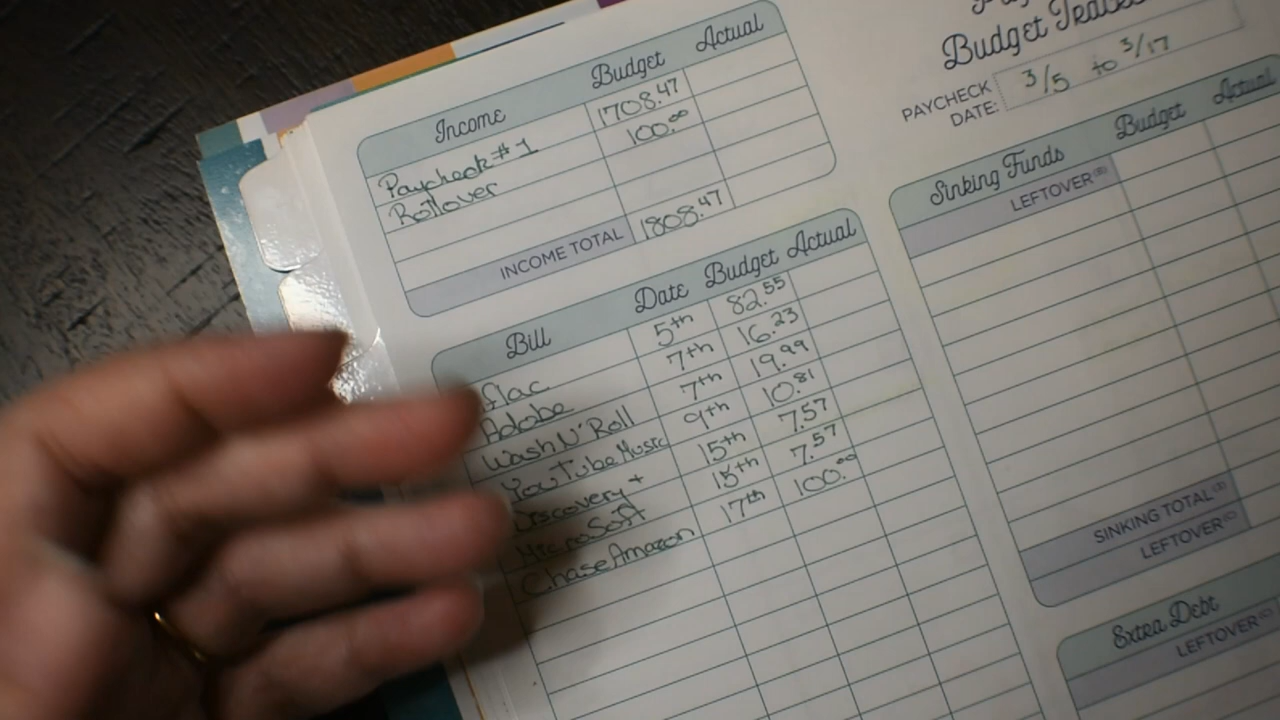 Budget Tracker
PAYCHECK DATE: 3/5 to 3/17
Income Budget Actual
Paycheck #1 1708.47
Rollover 100.00
INCOME TOTAL 1808.47
Bill Date Budget Actual
flac 5th 82.55
Adobe 7th 16.23
Wash N' Roll 7th 19.99
YouTube Music 9th 10.81
Discovery + 15th 7.57
MicroSoft 15th 7.57
Chase Amazon 17th 100.00
Sinking Funds Budget Actual
LEFTOVER (B)
SINKING TOTAL (S)
LEFTOVER (C)
Extra Debt
LEFTOVER (C)